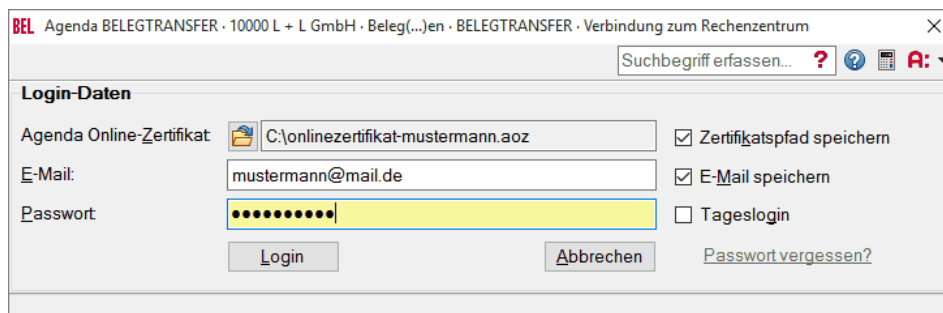 BEL Agenda BELEGTRANSFER · 10000 L + L GmbH · Beleg(...)en · BELEGTRANSFER · Verbindung zum Rechenzentrum
Suchbegriff erfassen... ? ? A:
Login-Daten
Agenda Online-Zertifikat: C:\onlinezertifikat-mustermann.aoz Zertifikatspfad speichern
E-Mail: mustermann@mail.de E-Mail speichern
Passwort: ●●●●●●●●●● Tageslogin
Login Abbrechen Passwort vergessen?